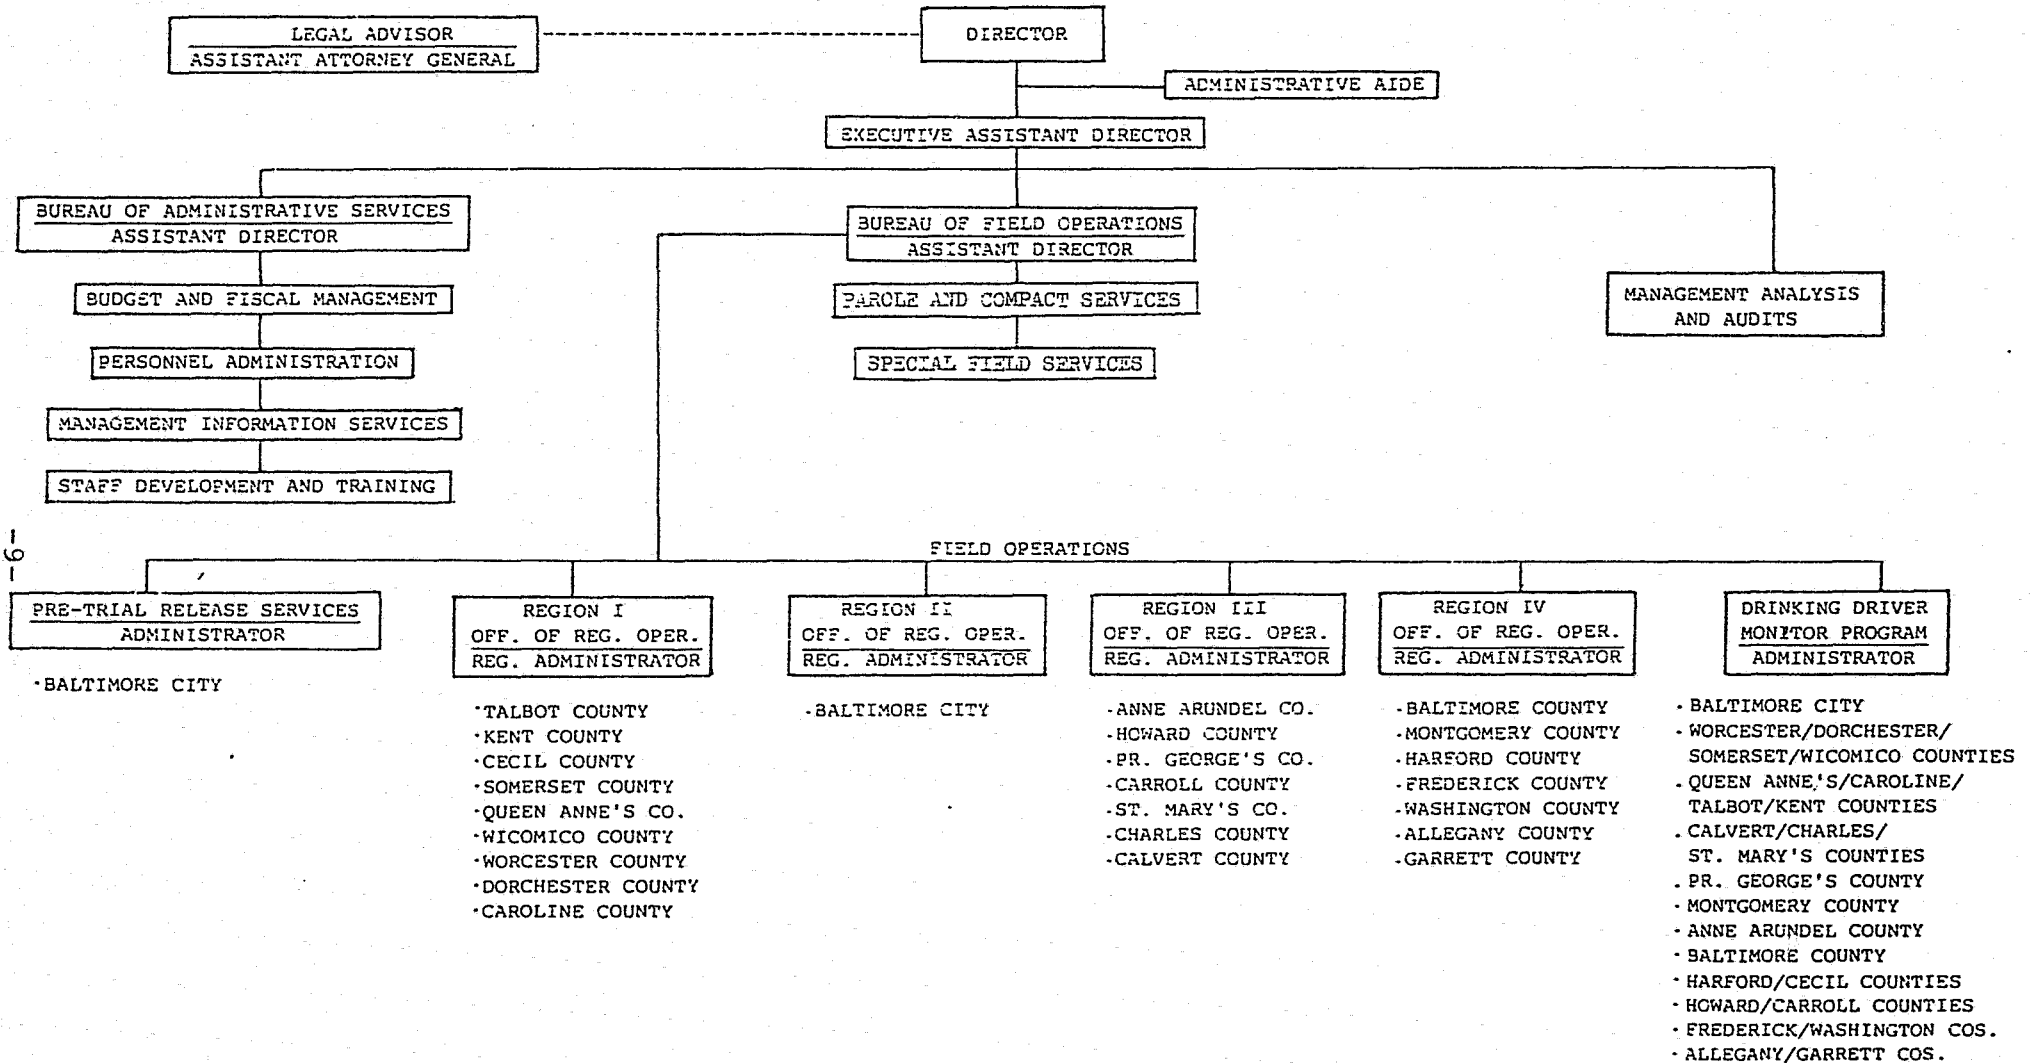 LEGAL ADVISOR
ASSISTANT ATTORNEY GENERAL
DIRECTOR
ADMINISTRATIVE AIDE
EXECUTIVE ASSISTANT DIRECTOR
BUREAU OF ADMINISTRATIVE SERVICES
ASSISTANT DIRECTOR
BUDGET AND FISCAL MANAGEMENT
PERSONNEL ADMINISTRATION
MANAGEMENT INFORMATION SERVICES
STAFF DEVELOPMENT AND TRAINING
BUREAU OF FIELD OPERATIONS
ASSISTANT DIRECTOR
PAROLE AND COMPACT SERVICES
SPECIAL FIELD SERVICES
MANAGEMENT ANALYSIS
AND AUDITS
-6-
FIELD OPERATIONS
PRE-TRIAL RELEASE SERVICES
ADMINISTRATOR
·BALTIMORE CITY
REGION I
OFF. OF REG. OPER.
REG. ADMINISTRATOR
·TALBOT COUNTY
·KENT COUNTY
·CECIL COUNTY
·SOMERSET COUNTY
·QUEEN ANNE'S CO.
·WICOMICO COUNTY
·WORCESTER COUNTY
·DORCHESTER COUNTY
·CAROLINE COUNTY
REGION II
OFF. OF REG. OPER.
REG. ADMINISTRATOR
·BALTIMORE CITY
REGION III
OFF. OF REG. OPER.
REG. ADMINISTRATOR
·ANNE ARUNDEL CO.
·HOWARD COUNTY
·PR. GEORGE'S CO.
·CARROLL COUNTY
·ST. MARY'S CO.
·CHARLES COUNTY
·CALVERT COUNTY
REGION IV
OFF. OF REG. OPER.
REG. ADMINISTRATOR
·BALTIMORE COUNTY
·MONTGOMERY COUNTY
·HARFORD COUNTY
·FREDERICK COUNTY
·WASHINGTON COUNTY
·ALLEGANY COUNTY
·GARRETT COUNTY
DRINKING DRIVER
MONITOR PROGRAM
ADMINISTRATOR
· BALTIMORE CITY
· WORCESTER/DORCHESTER/
SOMERSET/WICOMICO COUNTIES
· QUEEN ANNE'S/CAROLINE/
TALBOT/KENT COUNTIES
· CALVERT/CHARLES/
ST. MARY'S COUNTIES
· PR. GEORGE'S COUNTY
· MONTGOMERY COUNTY
· ANNE ARUNDEL COUNTY
· BALTIMORE COUNTY
· HARFORD/CECIL COUNTIES
· HOWARD/CARROLL COUNTIES
· FREDERICK/WASHINGTON COS.
· ALLEGANY/GARRETT COS.